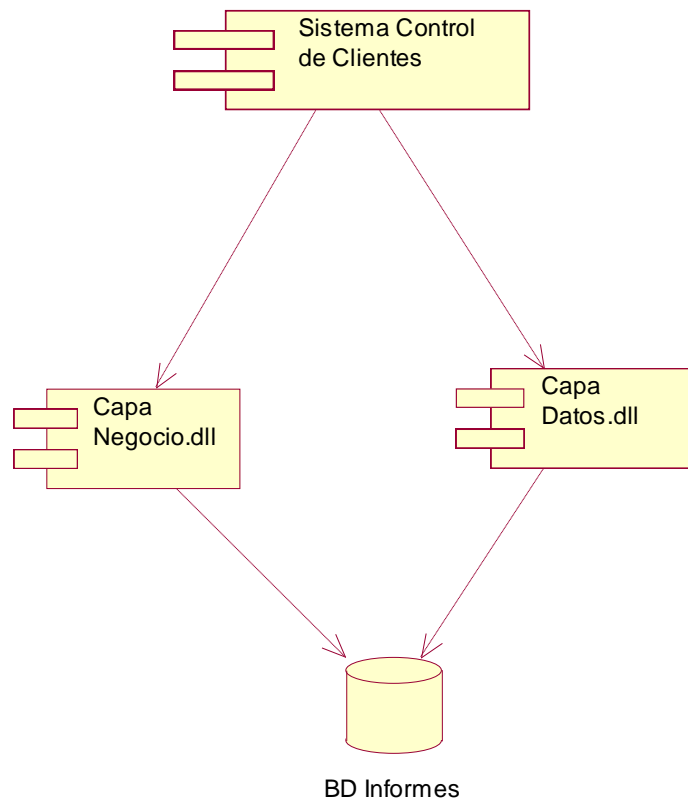 Sistema Control
de Clientes
Capa
Negocio.dll
Capa
Datos.dll
BD Informes